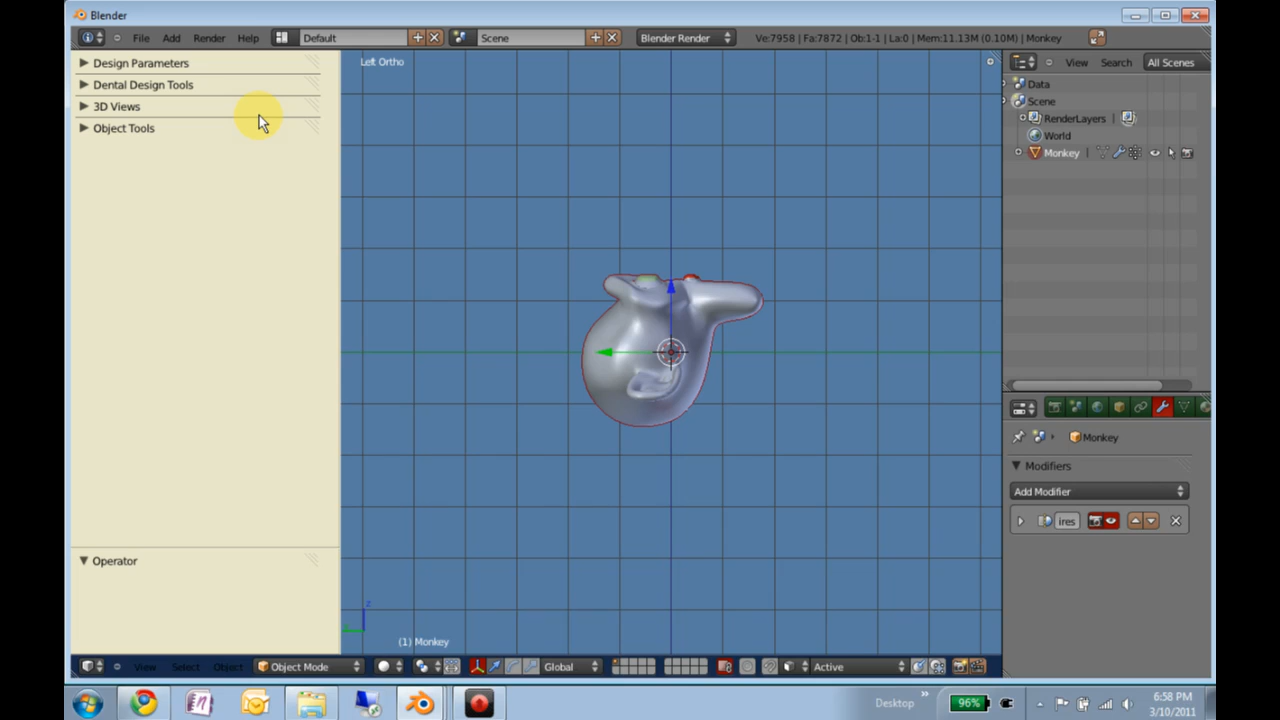 Blender
File Add Render Help Default Scene Blender Render Ve:7958 | Fa:7872 | Ob:1-1 | La:0 | Mem:11.13M (0.10M) | Monkey
Design Parameters
Dental Design Tools
3D Views
Object Tools
Operator
Left Ortho
z
(1) Monkey
View Select Object Object Mode Global Active
View Search All Scenes
Data
Scene
RenderLayers |
World
Monkey |
Monkey
Modifiers
Add Modifier
ires
Desktop » 96% 6:58 PM
3/10/2011